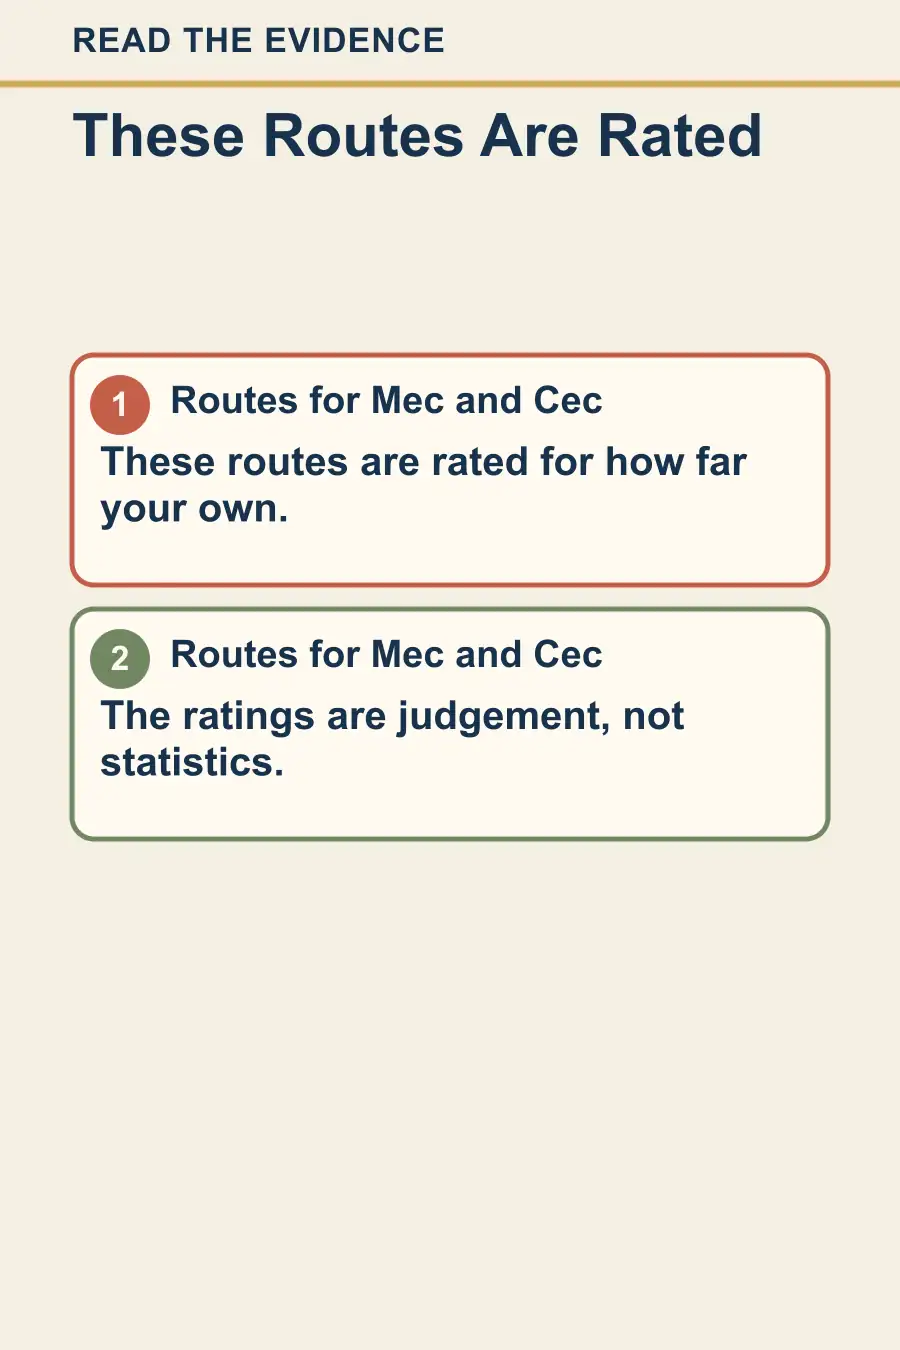 READ THE EVIDENCE
These Routes Are Rated
1 Routes for Mec and Cec
These routes are rated for how far
your own.
2 Routes for Mec and Cec
The ratings are judgement, not
statistics.